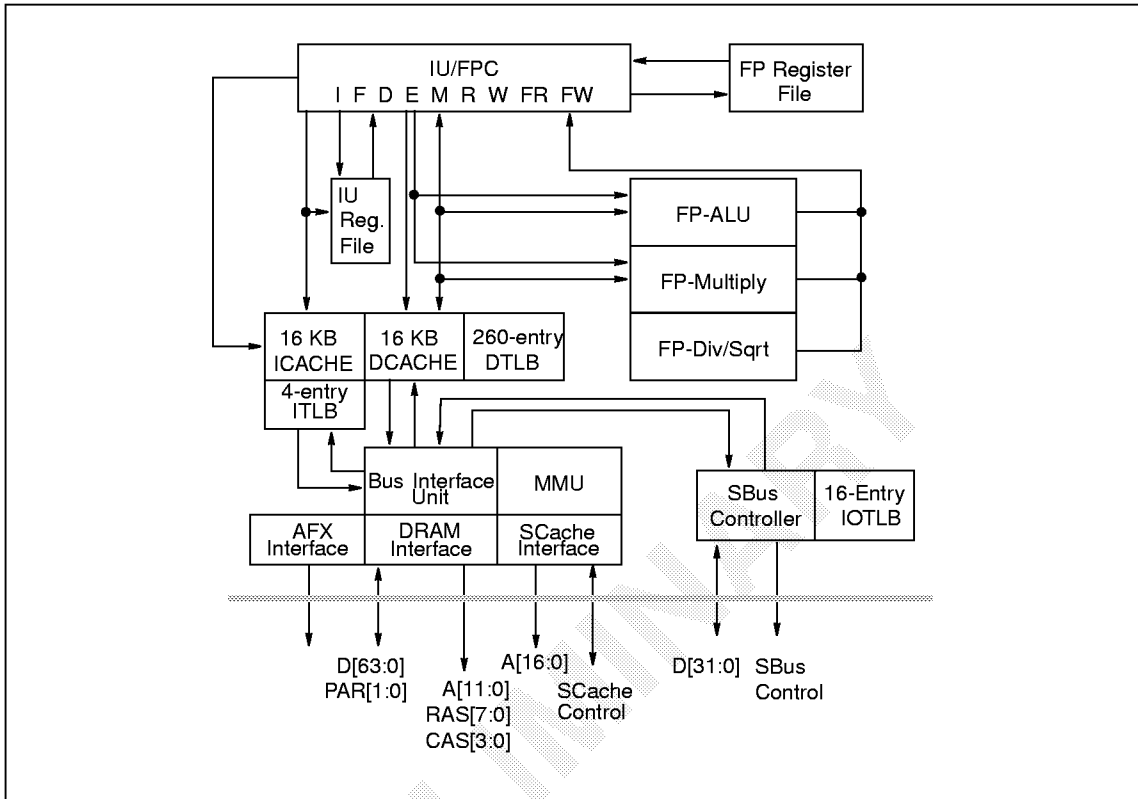 IU/FPC
I F D E M R W FR FW
FP Register
File
IU
Reg.
File
FP-ALU
FP-Multiply
FP-Div/Sqrt
16 KB
ICACHE
16 KB
DCACHE
260-entry
DTLB
4-entry
ITLB
Bus Interface
Unit
MMU
SBus
Controller
16-Entry
IOTLB
AFX
Interface
DRAM
Interface
SCache
Interface
D[63:0]
PAR[1:0]
A[11:0]
RAS[7:0]
CAS[3:0]
A[16:0]
SCache
Control
D[31:0]
SBus
Control
LIMINARY